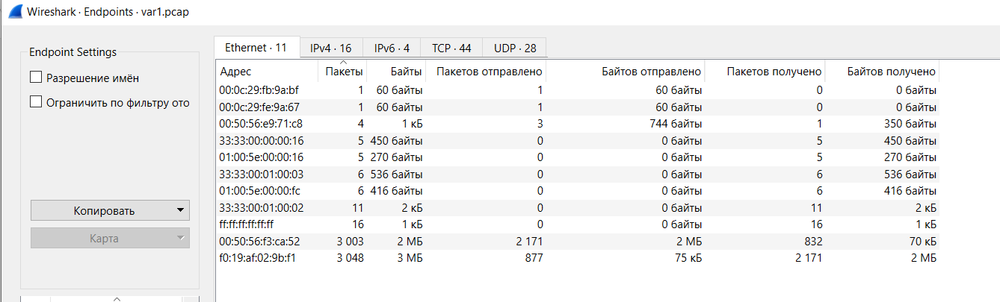 Wireshark · Endpoints · var1.pcap
Endpoint Settings
Разрешение имён
Ограничить по фильтру ото
Копировать
Карта
Ethernet · 11 IPv4 · 16 IPv6 · 4 TCP · 44 UDP · 28
Адрес Пакеты Байты Пакетов отправлено Байтов отправлено Пакетов получено Байтов получено
00:0c:29:fb:9a:bf 1 60 байты 1 60 байты 0 0 байты
00:0c:29:fe:9a:67 1 60 байты 1 60 байты 0 0 байты
00:50:56:e9:71:c8 4 1 кБ 3 744 байты 1 350 байты
33:33:00:00:00:16 5 450 байты 0 0 байты 5 450 байты
01:00:5e:00:00:16 5 270 байты 0 0 байты 5 270 байты
33:33:00:01:00:03 6 536 байты 0 0 байты 6 536 байты
01:00:5e:00:00:fc 6 416 байты 0 0 байты 6 416 байты
33:33:00:01:00:02 11 2 кБ 0 0 байты 11 2 кБ
ff:ff:ff:ff:ff:ff 16 1 кБ 0 0 байты 16 1 кБ
00:50:56:f3:ca:52 3 003 2 МБ 2 171 2 МБ 832 70 кБ
f0:19:af:02:9b:f1 3 048 3 МБ 877 75 кБ 2 171 2 МБ